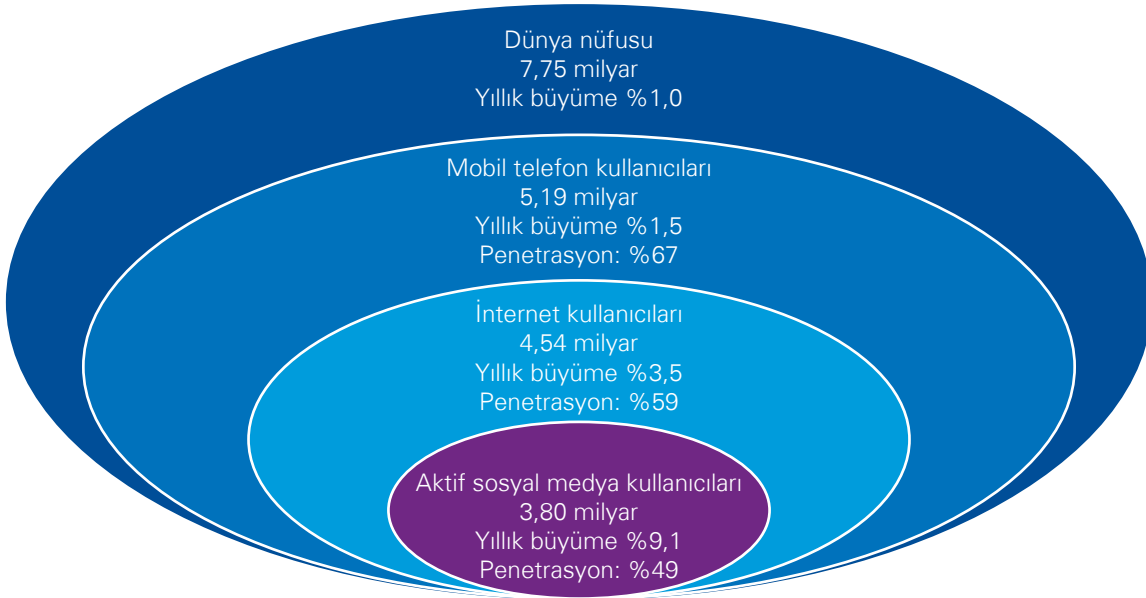 Dünya nüfusu
7,75 milyar
Yıllık büyüme %1,0
Mobil telefon kullanıcıları
5,19 milyar
Yıllık büyüme %1,5
Penetrasyon: %67
İnternet kullanıcıları
4,54 milyar
Yıllık büyüme %3,5
Penetrasyon: %59
Aktif sosyal medya kullanıcıları
3,80 milyar
Yıllık büyüme %9,1
Penetrasyon: %49